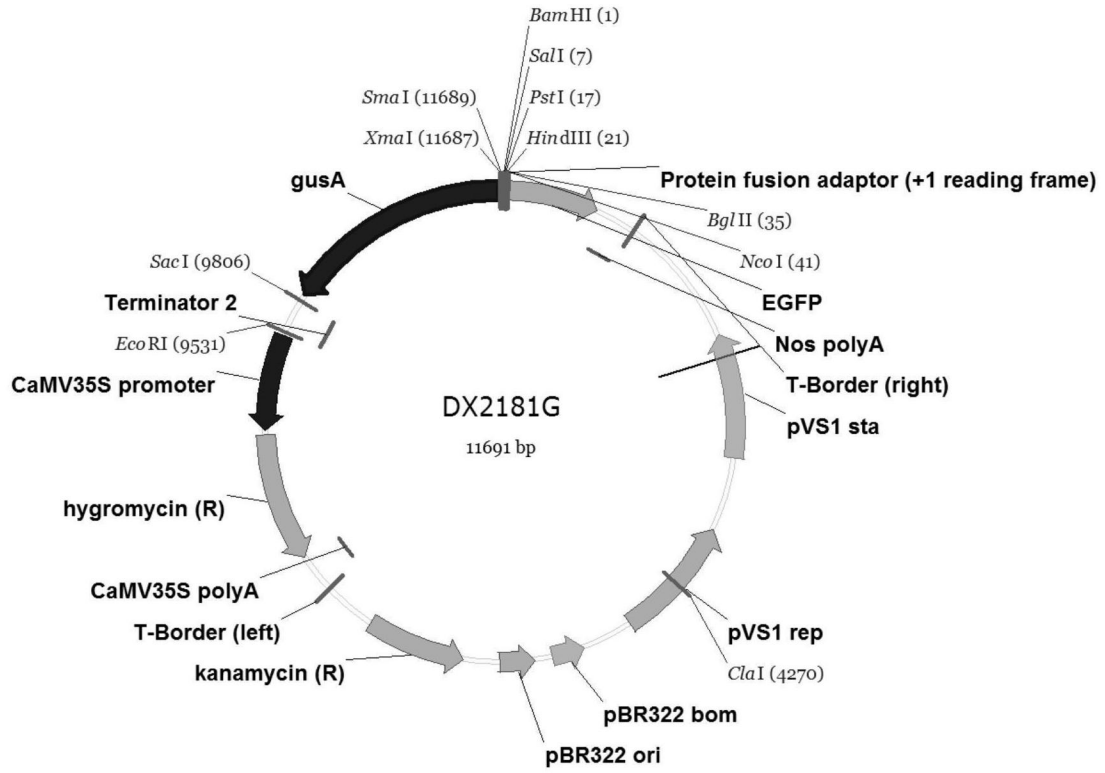 BamHI (1)
SalI (7)
SmaI (11689)
PstI (17)
XmaI (11687)
HindIII (21)
gusA
Protein fusion adaptor (+1 reading frame)
BglII (35)
SacI (9806)
NcoI (41)
Terminator 2
EGFP
EcoRI (9531)
Nos polyA
CaMV35S promoter
T-Border (right)
DX2181G
pVS1 sta
11691 bp
hygromycin (R)
CaMV35S polyA
T-Border (left)
pVS1 rep
kanamycin (R)
ClaI (4270)
pBR322 bom
pBR322 ori